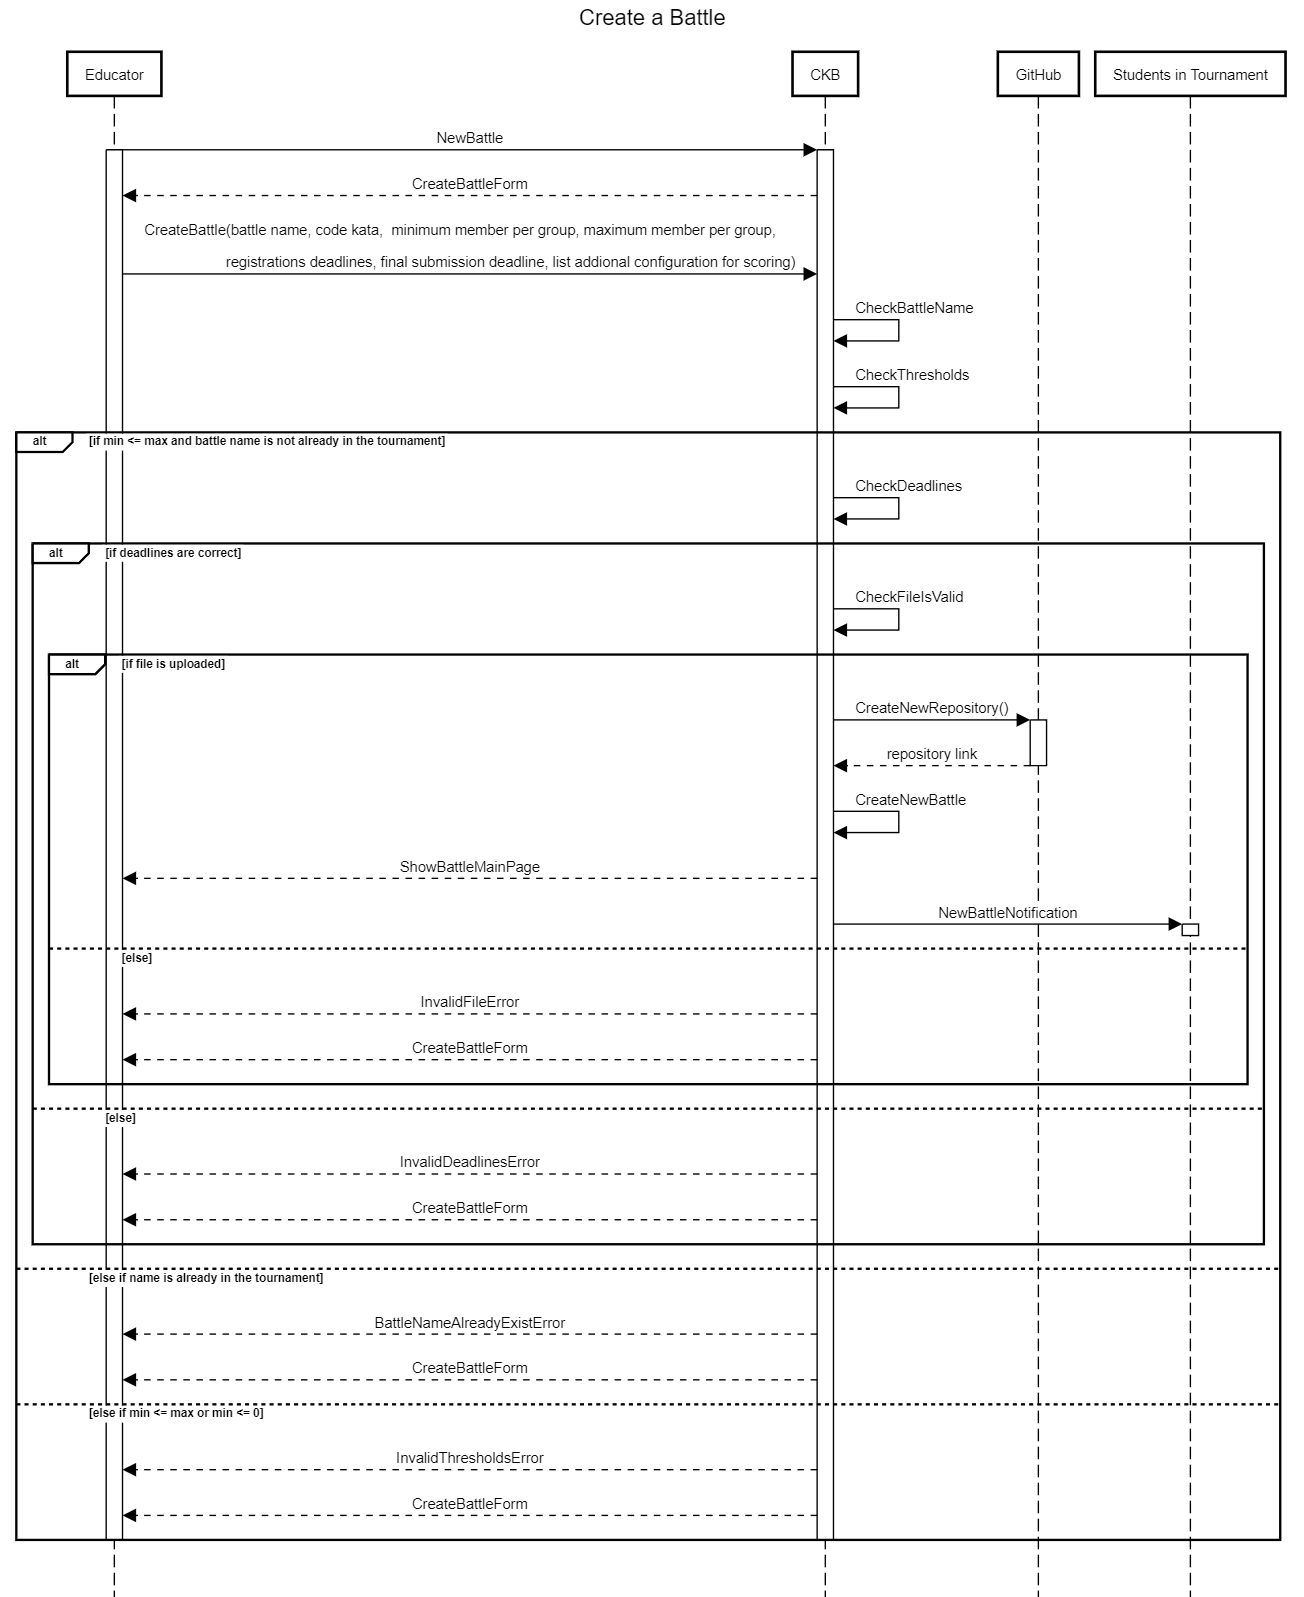 Create a Battle
Educator
CKB
GitHub
Students in Tournament
NewBattle
CreateBattleForm
CreateBattle(battle name, code kata,  minimum member per group, maximum member per group,
registrations deadlines, final submission deadline, list addional configuration for scoring)
CheckBattleName
CheckThresholds
alt
[if min <= max and battle name is not already in the tournament]
CheckDeadlines
alt
[if deadlines are correct]
CheckFileIsValid
alt
[if file is uploaded]
CreateNewRepository()
repository link
CreateNewBattle
ShowBattleMainPage
NewBattleNotification
[else]
InvalidFileError
CreateBattleForm
[else]
InvalidDeadlinesError
CreateBattleForm
[else if name is already in the tournament]
BattleNameAlreadyExistError
CreateBattleForm
[else if min <= max or min <= 0]
InvalidThresholdsError
CreateBattleForm